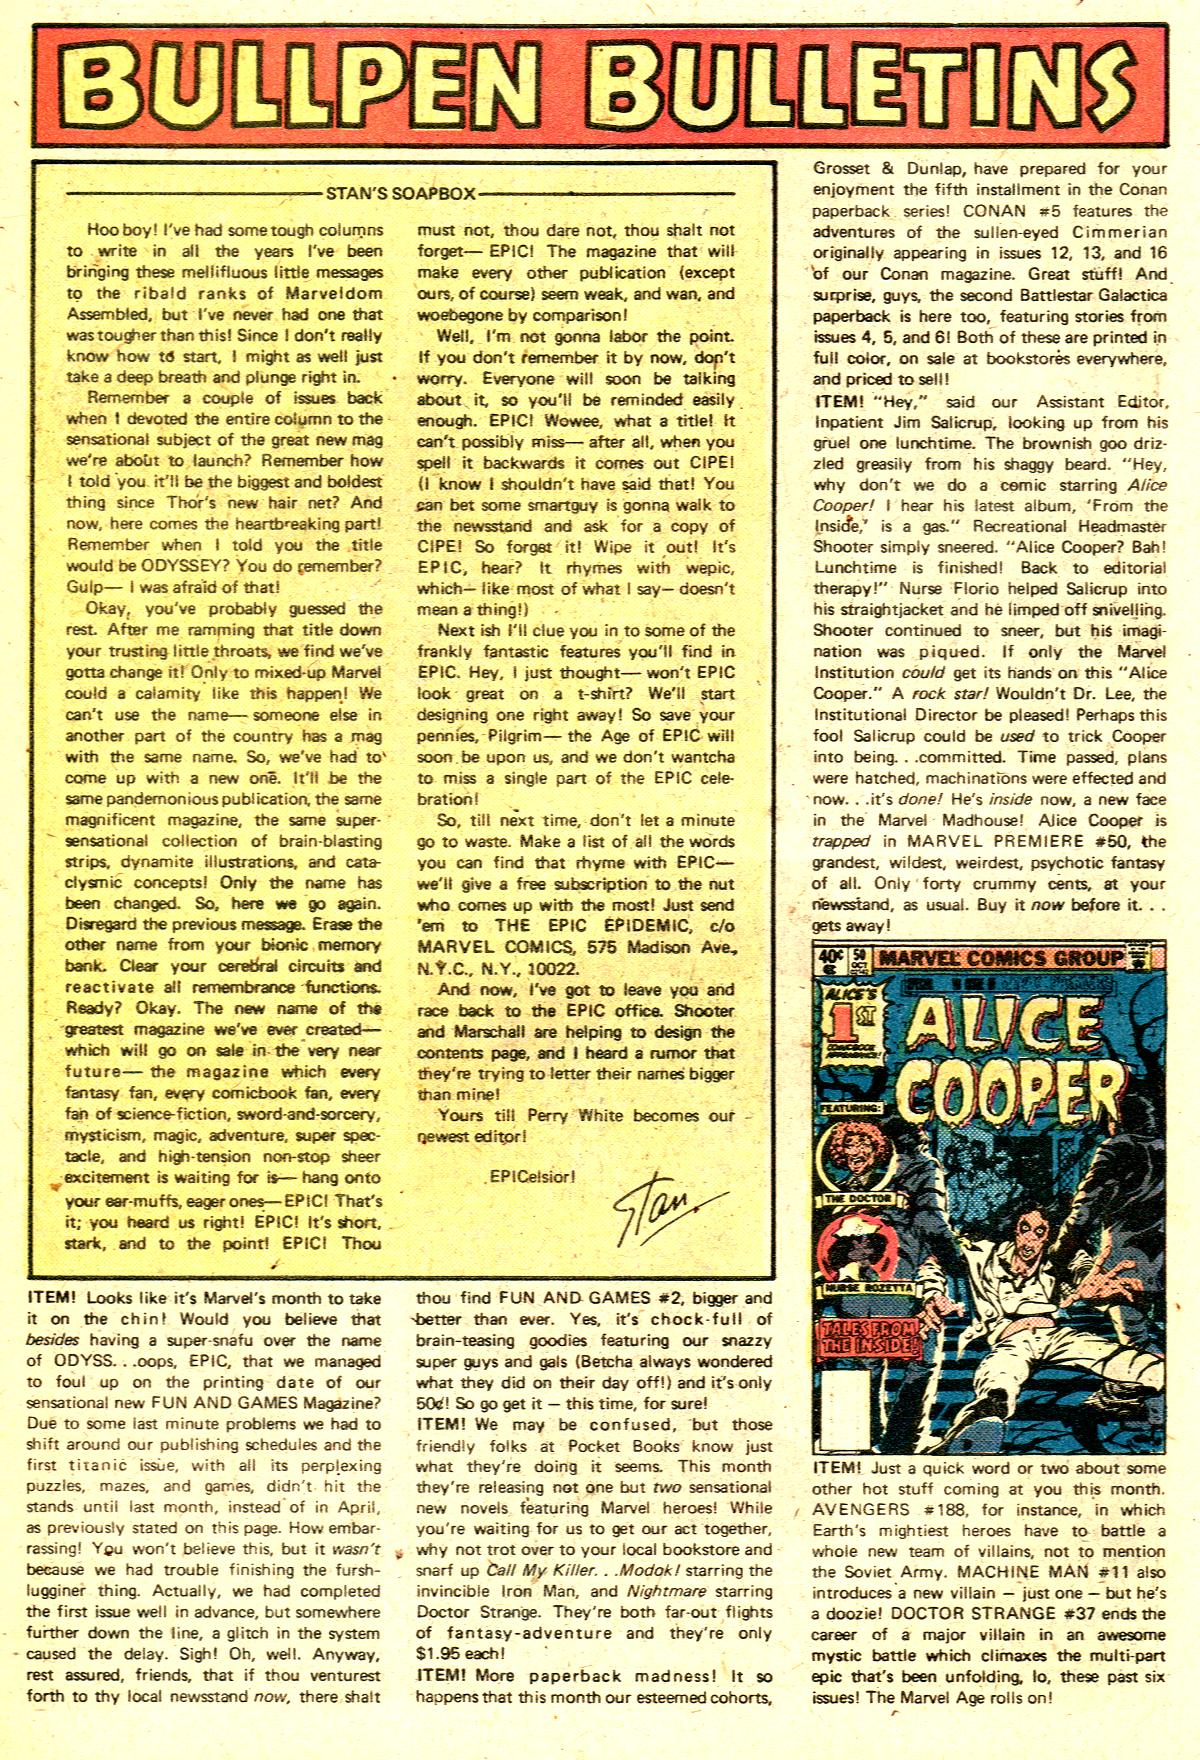 BULLPEN BULLETINS
STAN'S SOAPBOX
Hoo boy! I've had some tough columns
to write in all the years I've been
bringing these mellifluous little messages
to the ribald ranks of Marveldom
Assembled, but I've never had one that
was tougher than this! Since I don't really
know how to start, I might as well just
take a deep breath and plunge right in.
Remember a couple of issues back
when I devoted the entire column to the
sensational subject of the great new mag
we're about to launch? Remember how
I told you it'll be the biggest and boldest
thing since Thor's new hair net? And
now, here comes the heartbreaking part!
Remember when I told you the title
would be ODYSSEY? You do remember?
Gulp— I was afraid of that!
Okay, you've probably guessed the
rest. After me ramming that title down
your trusting little throats, we find we've
gotta change it! Only to mixed-up Marvel
could a calamity like this happen! We
can't use the name— someone else in
another part of the country has a mag
with the same name. So, we've had to
come up with a new one. It'll be the
same pandemonious publication, the same
magnificent magazine, the same super-
sensational collection of brain-blasting
strips, dynamite illustrations, and cata-
clysmic concepts! Only the name has
been changed. So, here we go again.
Disregard the previous message. Erase the
other name from your bionic memory
bank. Clear your cerebral circuits and
reactivate all remembrance functions.
Ready? Okay. The new name of the
greatest magazine we've ever created—
which will go on sale in the very near
future— the magazine which every
fantasy fan, every comicbook fan, every
fan of science-fiction, sword-and-sorcery,
mysticism, magic, adventure, super spec-
tacle, and high-tension non-stop sheer
excitement is waiting for is— hang onto
your ear-muffs, eager ones— EPIC! That's
it; you heard us right! EPIC! It's short,
stark, and to the point! EPIC! Thou
must not, thou dare not, thou shalt not
forget— EPIC! The magazine that will
make every other publication (except
ours, of course) seem weak, and wan, and
woebegone by comparison!
Well, I'm not gonna labor the point.
If you don't remember it by now, don't
worry. Everyone will soon be talking
about it, so you'll be reminded easily
enough. EPIC! Wowee, what a title! It
can't possibly miss— after all, when you
spell it backwards it comes out CIPE!
(I know I shouldn't have said that! You
can bet some smartguy is gonna walk to
the newsstand and ask for a copy of
CIPE! So forget it! Wipe it out! It's
EPIC, hear? It rhymes with wepic,
which— like most of what I say— doesn't
mean a thing!)
Next ish I'll clue you in to some of the
frankly fantastic features you'll find in
EPIC. Hey, I just thought— won't EPIC
look great on a t-shirt? We'll start
designing one right away! So save your
pennies, Pilgrim— the Age of EPIC will
soon be upon us, and we don't wantcha
to miss a single part of the EPIC cele-
bration!
So, till next time, don't let a minute
go to waste. Make a list of all the words
you can find that rhyme with EPIC—
we'll give a free subscription to the nut
who comes up with the most! Just send
'em to THE EPIC EPIDEMIC, c/o
MARVEL COMICS, 575 Madison Ave.,
N.Y.C., N.Y., 10022.
And now, I've got to leave you and
race back to the EPIC office. Shooter
and Marschall are helping to design the
contents page, and I heard a rumor that
they're trying to letter their names bigger
than mine!
Yours till Perry White becomes our
newest editor!
EPICelsior!
Stan
ITEM! Looks like it's Marvel's month to take
it on the chin! Would you believe that
besides having a super-snafu over the name
of ODYSS. . .oops, EPIC, that we managed
to foul up on the printing date of our
sensational new FUN AND GAMES Magazine?
Due to some last minute problems we had to
shift around our publishing schedules and the
first titanic issue, with all its perplexing
puzzles, mazes, and games, didn't hit the
stands until last month, instead of in April,
as previously stated on this page. How embar-
rassing! You won't believe this, but it wasn't
because we had trouble finishing the fursh-
lugginer thing. Actually, we had completed
the first issue well in advance, but somewhere
further down the line, a glitch in the system
caused the delay. Sigh! Oh, well. Anyway,
rest assured, friends, that if thou venturest
forth to thy local newsstand now, there shalt
thou find FUN AND GAMES #2, bigger and
better than ever. Yes, it's chock-full of
brain-teasing goodies featuring our snazzy
super guys and gals (Betcha always wondered
what they did on their day off!) and it's only
50¢! So go get it — this time, for sure!
ITEM! We may be confused, but those
friendly folks at Pocket Books know just
what they're doing it seems. This month
they're releasing not one but two sensational
new novels featuring Marvel heroes! While
you're waiting for us to get our act together,
why not trot over to your local bookstore and
snarf up Call My Killer. . .Modok! starring the
invincible Iron Man, and Nightmare starring
Doctor Strange. They're both far-out flights
of fantasy-adventure and they're only
$1.95 each!
ITEM! More paperback madness! It so
happens that this month our esteemed cohorts,
Grosset & Dunlap, have prepared for your
enjoyment the fifth installment in the Conan
paperback series! CONAN #5 features the
adventures of the sullen-eyed Cimmerian
originally appearing in issues 12, 13, and 16
of our Conan magazine. Great stuff! And
surprise, guys, the second Battlestar Galactica
paperback is here too, featuring stories from
issues 4, 5, and 6! Both of these are printed in
full color, on sale at bookstores everywhere,
and priced to sell!
ITEM! "Hey," said our Assistant Editor,
Inpatient Jim Salicrup, looking up from his
gruel one lunchtime. The brownish goo driz-
zled greasily from his shaggy beard. "Hey,
why don't we do a comic starring Alice
Cooper! I hear his latest album, 'From the
Inside,' is a gas." Recreational Headmaster
Shooter simply sneered. "Alice Cooper? Bah!
Lunchtime is finished! Back to editorial
therapy!" Nurse Florio helped Salicrup into
his straightjacket and he limped off snivelling.
Shooter continued to sneer, but his imagi-
nation was piqued. If only the Marvel
Institution could get its hands on this "Alice
Cooper." A rock star! Wouldn't Dr. Lee, the
Institutional Director be pleased! Perhaps this
fool Salicrup could be used to trick Cooper
into being. . .committed. Time passed, plans
were hatched, machinations were effected and
now. . .it's done! He's inside now, a new face
in the Marvel Madhouse! Alice Cooper is
trapped in MARVEL PREMIERE #50, the
grandest, wildest, weirdest, psychotic fantasy
of all. Only forty crummy cents, at your
newsstand, as usual. Buy it now before it. . .
gets away!
40¢ 50 OCT MARVEL COMICS GROUP
ALICE'S
1ST
COMICBOOK
APPEARANCE!
ALICE
COOPER
FEATURING:
THE DOCTOR
NURSE ROZETTA
TALES FROM
THE INSIDE!
ITEM! Just a quick word or two about some
other hot stuff coming at you this month.
AVENGERS #188, for instance, in which
Earth's mightiest heroes have to battle a
whole new team of villains, not to mention
the Soviet Army. MACHINE MAN #11 also
introduces a new villain — just one — but he's
a doozie! DOCTOR STRANGE #37 ends the
career of a major villain in an awesome
mystic battle which climaxes the multi-part
epic that's been unfolding, lo, these past six
issues! The Marvel Age rolls on!